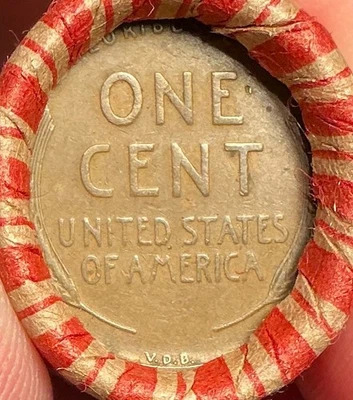 ONE
CENT
UNITED STATES
OF AMERICA
V.D.B.